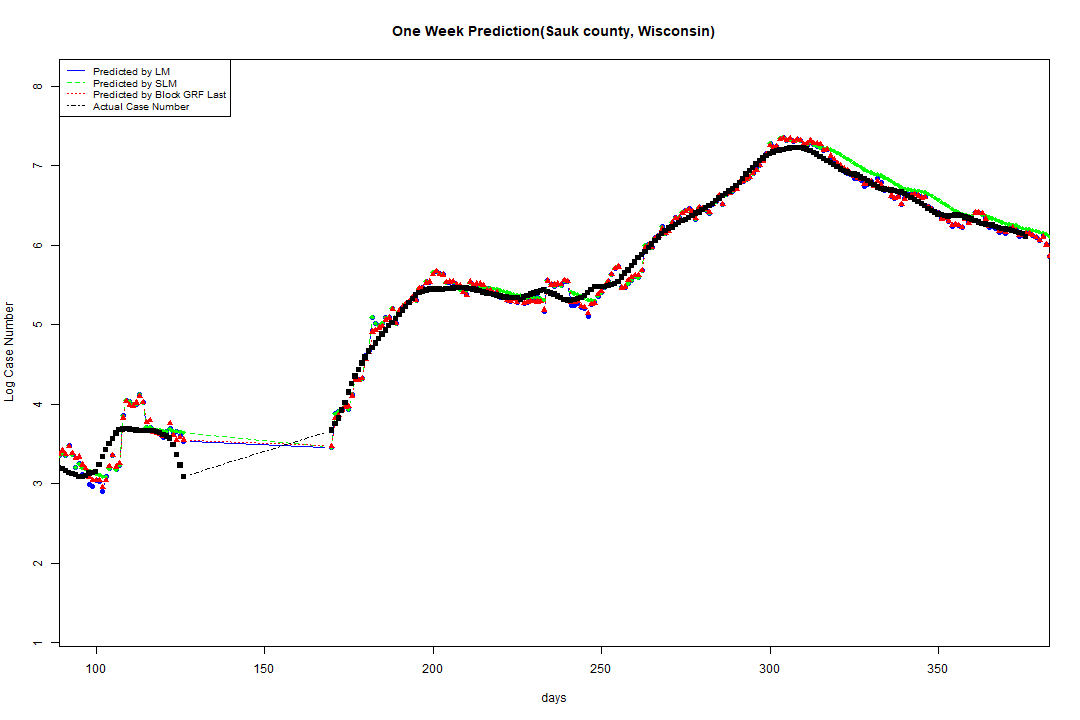 One Week Prediction(Sauk county, Wisconsin)
Predicted by LM
Predicted by SLM
Predicted by Block GRF Last
Actual Case Number
8
7
6
5
4
3
2
1
Log Case Number
100 150 200 250 300 350
days